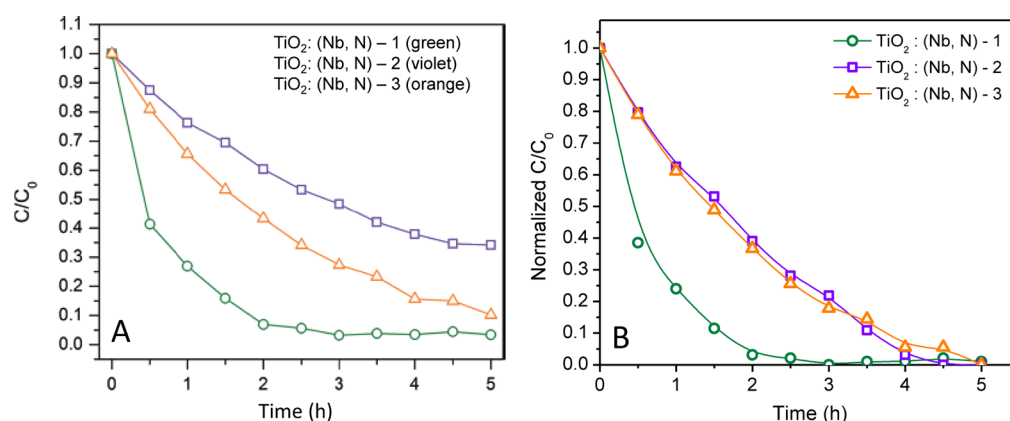 1.1
1.0
0.9
0.8
0.7
0.6
0.5
0.4
0.3
0.2
0.1
0.0
C/C₀
TiO₂: (Nb, N) – 1 (green)
TiO₂: (Nb, N) – 2 (violet)
TiO₂: (Nb, N) – 3 (orange)
A
0 1 2 3 4 5
Time (h)
1.0
0.9
0.8
0.7
0.6
0.5
0.4
0.3
0.2
0.1
0.0
Normalized C/C₀
TiO₂ : (Nb, N) - 1
TiO₂ : (Nb, N) - 2
TiO₂ : (Nb, N) - 3
B
0 1 2 3 4 5
Time (h)